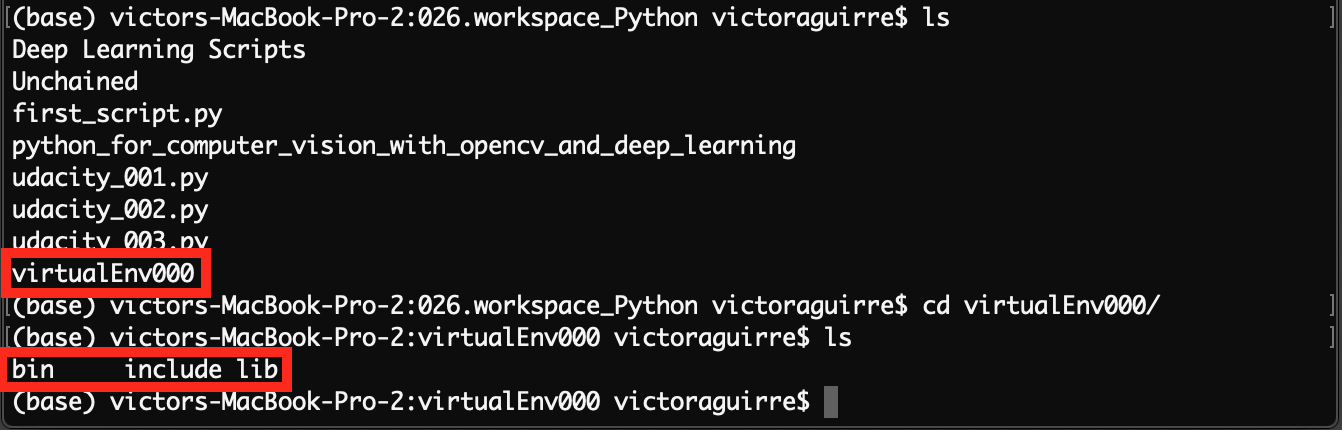 [(base) victors-MacBook-Pro-2:026.workspace_Python victoraguirre$ ls ]
Deep Learning Scripts
Unchained
first_script.py
python_for_computer_vision_with_opencv_and_deep_learning
udacity_001.py
udacity_002.py
udacity_003.py
virtualEnv000
[(base) victors-MacBook-Pro-2:026.workspace_Python victoraguirre$ cd virtualEnv000/ ]
[(base) victors-MacBook-Pro-2:virtualEnv000 victoraguirre$ ls ]
bin include lib
(base) victors-MacBook-Pro-2:virtualEnv000 victoraguirre$